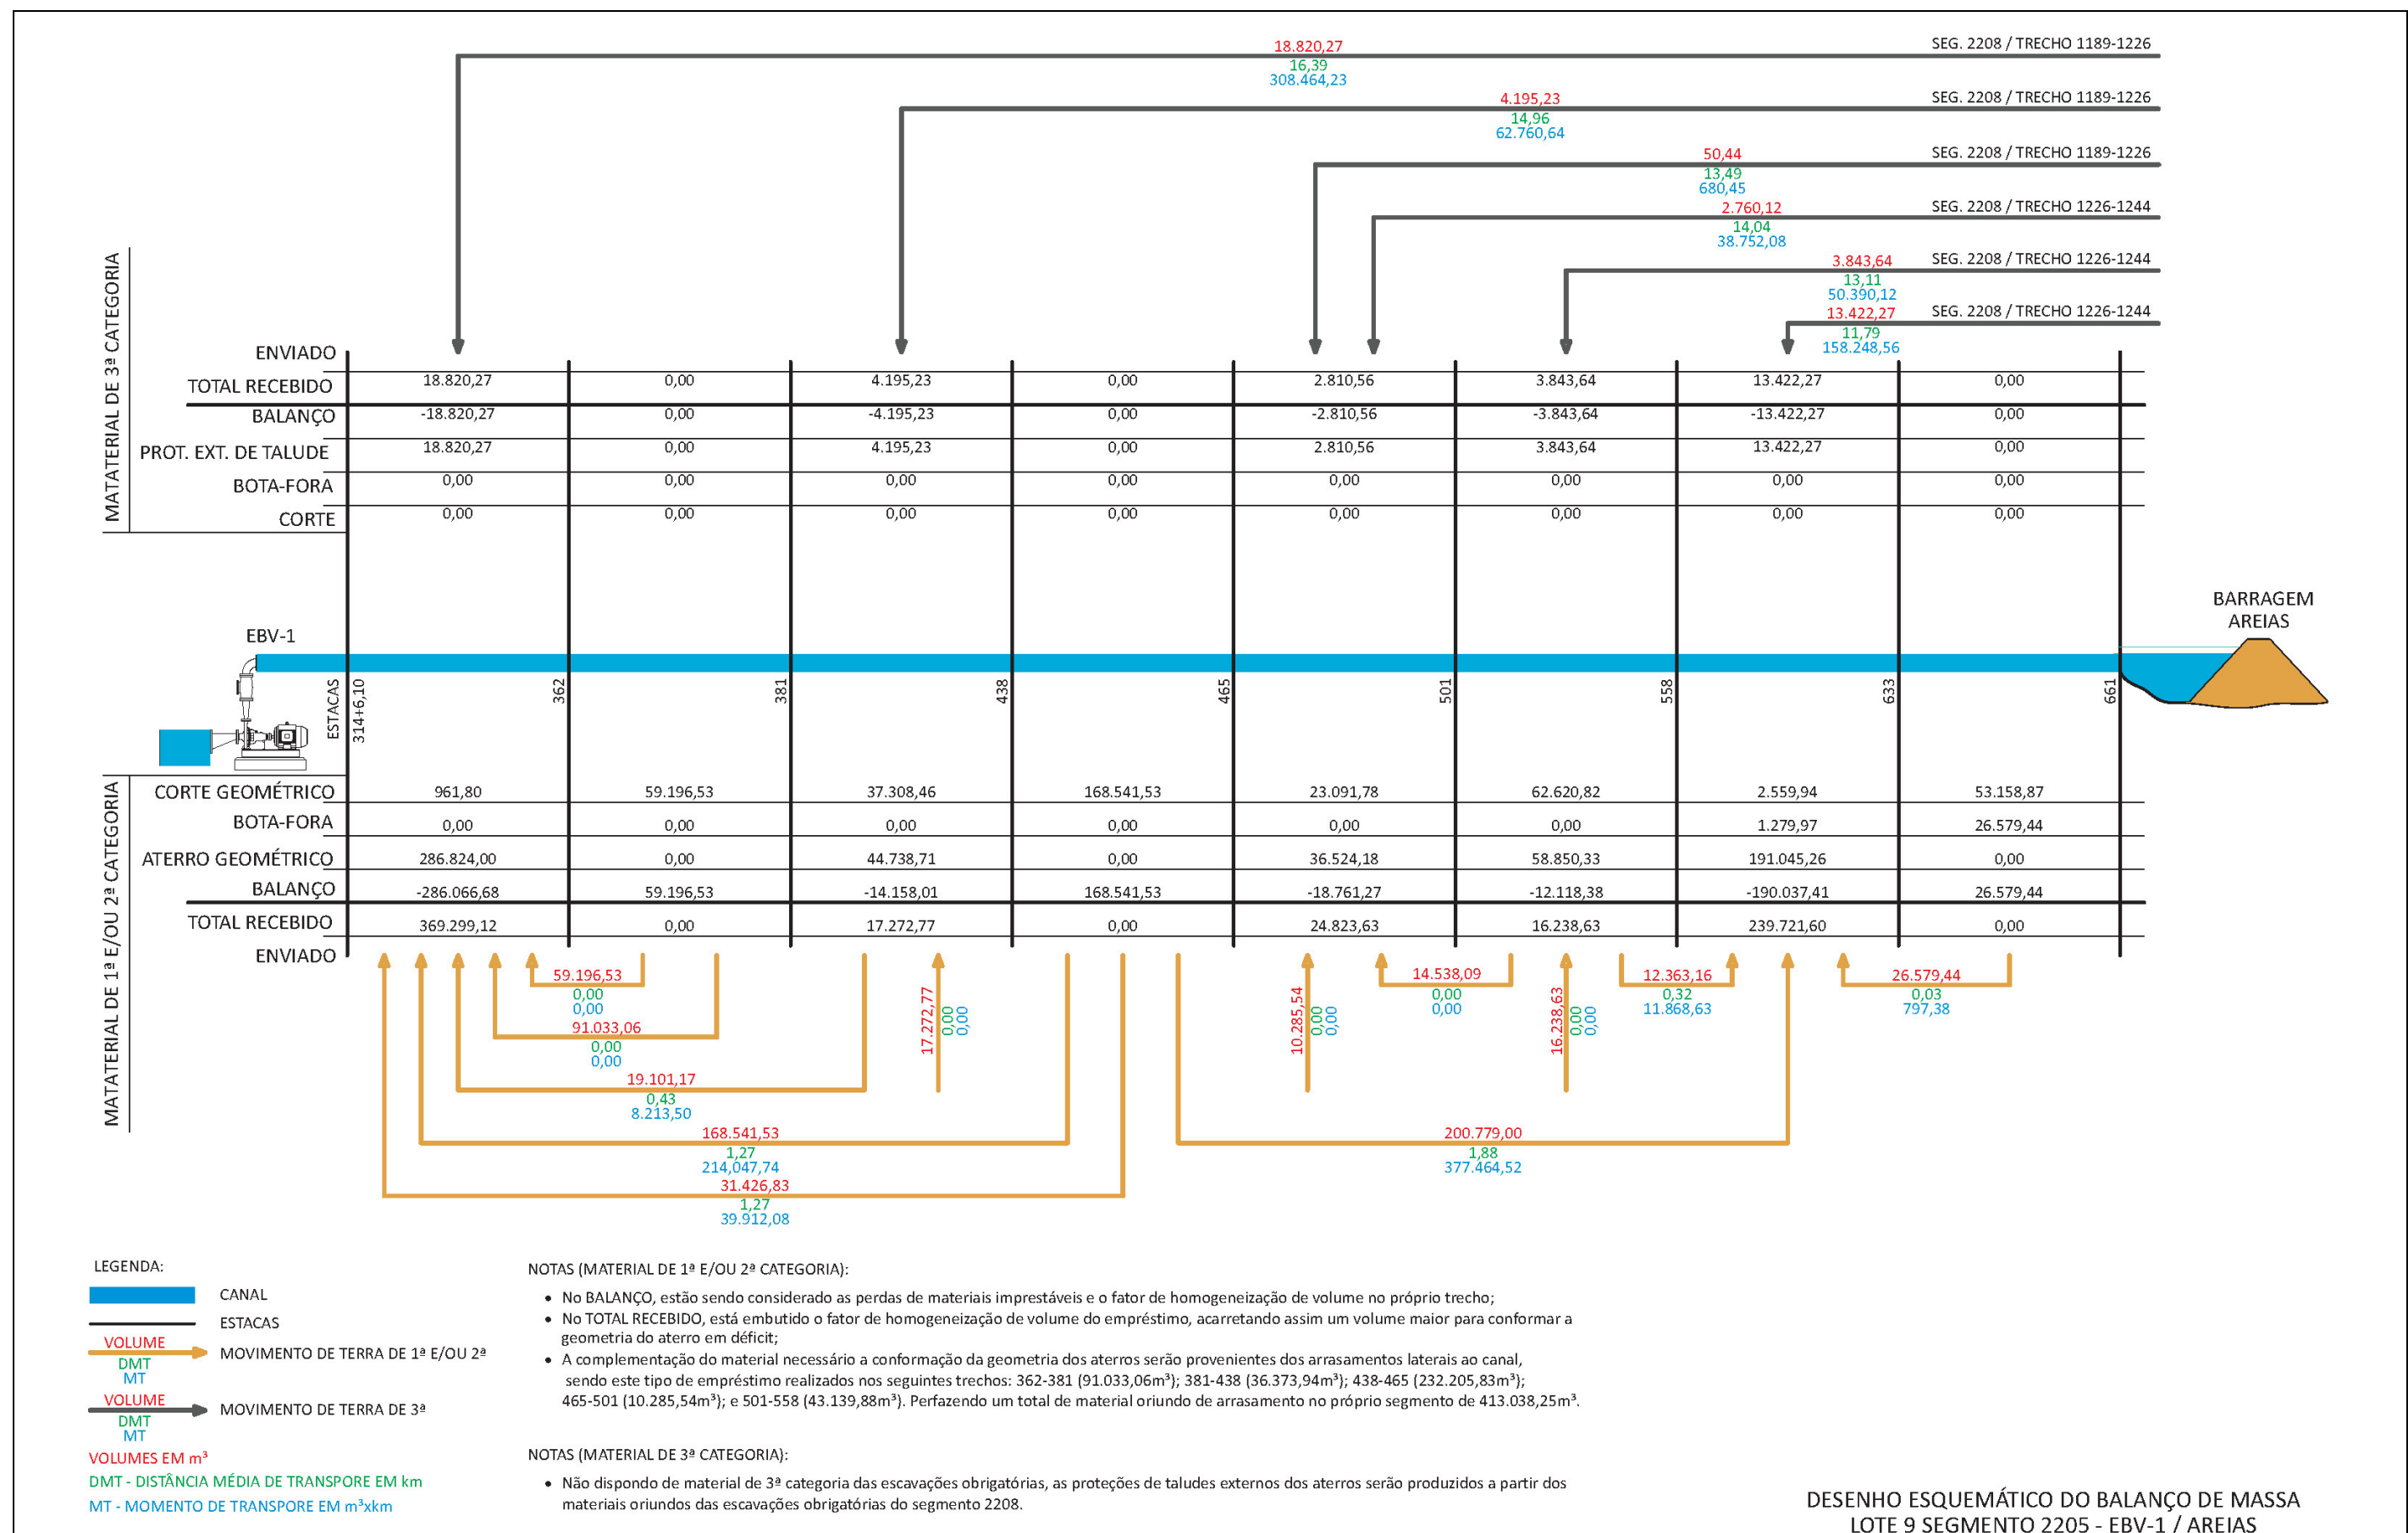 18.820,27
SEG. 2208 / TRECHO 1189-1226
16,39
308.464,23
4.195,23
SEG. 2208 / TRECHO 1189-1226
14,96
62.760,64
50,44
SEG. 2208 / TRECHO 1189-1226
13,49
680,45
2.760,12
SEG. 2208 / TRECHO 1226-1244
14,04
38.752,08
3.843,64
SEG. 2208 / TRECHO 1226-1244
13,11
50.390,12
13.422,27
SEG. 2208 / TRECHO 1226-1244
11,79
158.248,56
MATATERIAL DE 3ª CATEGORIA
ENVIADO
TOTAL RECEBIDO 18.820,27 0,00 4.195,23 0,00 2.810,56 3.843,64 13.422,27 0,00
BALANÇO -18.820,27 0,00 -4.195,23 0,00 -2.810,56 -3.843,64 -13.422,27 0,00
PROT. EXT. DE TALUDE 18.820,27 0,00 4.195,23 0,00 2.810,56 3.843,64 13.422,27 0,00
BOTA-FORA 0,00 0,00 0,00 0,00 0,00 0,00 0,00 0,00
CORTE 0,00 0,00 0,00 0,00 0,00 0,00 0,00 0,00
BARRAGEM
AREIAS
EBV-1
ESTACAS
314+6,10
362
381
438
465
501
558
633
661
MATATERIAL DE 1ª E/OU 2ª CATEGORIA
CORTE GEOMÉTRICO 961,80 59.196,53 37.308,46 168.541,53 23.091,78 62.620,82 2.559,94 53.158,87
BOTA-FORA 0,00 0,00 0,00 0,00 0,00 0,00 1.279,97 26.579,44
ATERRO GEOMÉTRICO 286.824,00 0,00 44.738,71 0,00 36.524,18 58.850,33 191.045,26 0,00
BALANÇO -286.066,68 59.196,53 -14.158,01 168.541,53 -18.761,27 -12.118,38 -190.037,41 26.579,44
TOTAL RECEBIDO 369.299,12 0,00 17.272,77 0,00 24.823,63 16.238,63 239.721,60 0,00
ENVIADO
59.196,53
0,00
0,00
91.033,06
0,00
0,00
19.101,17
0,43
8.213,50
168.541,53
1,27
214,047,74
31.426,83
1,27
39.912,08
17.272,77
0,00
0,00
10.285,54
0,00
0,00
14.538,09
0,00
0,00
16.238,63
0,00
0,00
12.363,16
0,32
11.868,63
26.579,44
0,03
797,38
200.779,00
1,88
377.464,52
LEGENDA:
CANAL
ESTACAS
VOLUME
DMT
MT
MOVIMENTO DE TERRA DE 1ª E/OU 2ª
VOLUME
DMT
MT
MOVIMENTO DE TERRA DE 3ª
VOLUMES EM m³
DMT - DISTÂNCIA MÉDIA DE TRANSPORE EM km
MT - MOMENTO DE TRANSPORE EM m³xkm
NOTAS (MATERIAL DE 1ª E/OU 2ª CATEGORIA):
• No BALANÇO, estão sendo considerado as perdas de materiais imprestáveis e o fator de homogeneização de volume no próprio trecho;
• No TOTAL RECEBIDO, está embutido o fator de homogeneização de volume do empréstimo, acarretando assim um volume maior para conformar a
geometria do aterro em déficit;
• A complementação do material necessário a conformação da geometria dos aterros serão provenientes dos arrasamentos laterais ao canal,
sendo este tipo de empréstimo realizados nos seguintes trechos: 362-381 (91.033,06m³); 381-438 (36.373,94m³); 438-465 (232.205,83m³);
465-501 (10.285,54m³); e 501-558 (43.139,88m³). Perfazendo um total de material oriundo de arrasamento no próprio segmento de 413.038,25m³.
NOTAS (MATERIAL DE 3ª CATEGORIA):
• Não dispondo de material de 3ª categoria das escavações obrigatórias, as proteções de taludes externos dos aterros serão produzidos a partir dos
materiais oriundos das escavações obrigatórias do segmento 2208.
DESENHO ESQUEMÁTICO DO BALANÇO DE MASSA
LOTE 9 SEGMENTO 2205 - EBV-1 / AREIAS